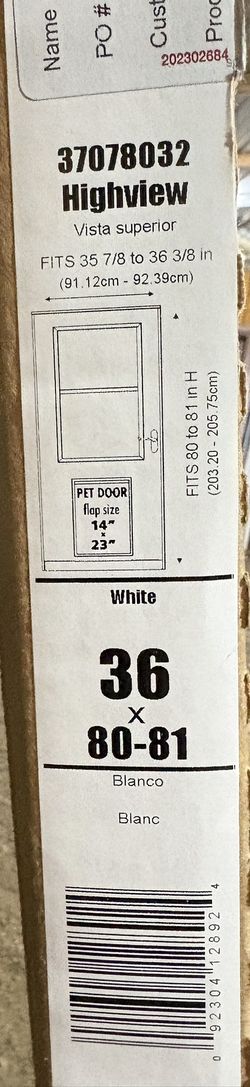 Name
PO #
Cust
Proc
202302684
37078032
Highview
Vista superior
FITS 35 7/8 to 36 3/8 in
(91.12cm - 92.39cm)
FITS 80 to 81 in H
(203.20 - 205.75cm)
PET DOOR
flap size
14"
x
23"
White
36
x
80-81
Blanco
Blanc
0 92304 12892 4